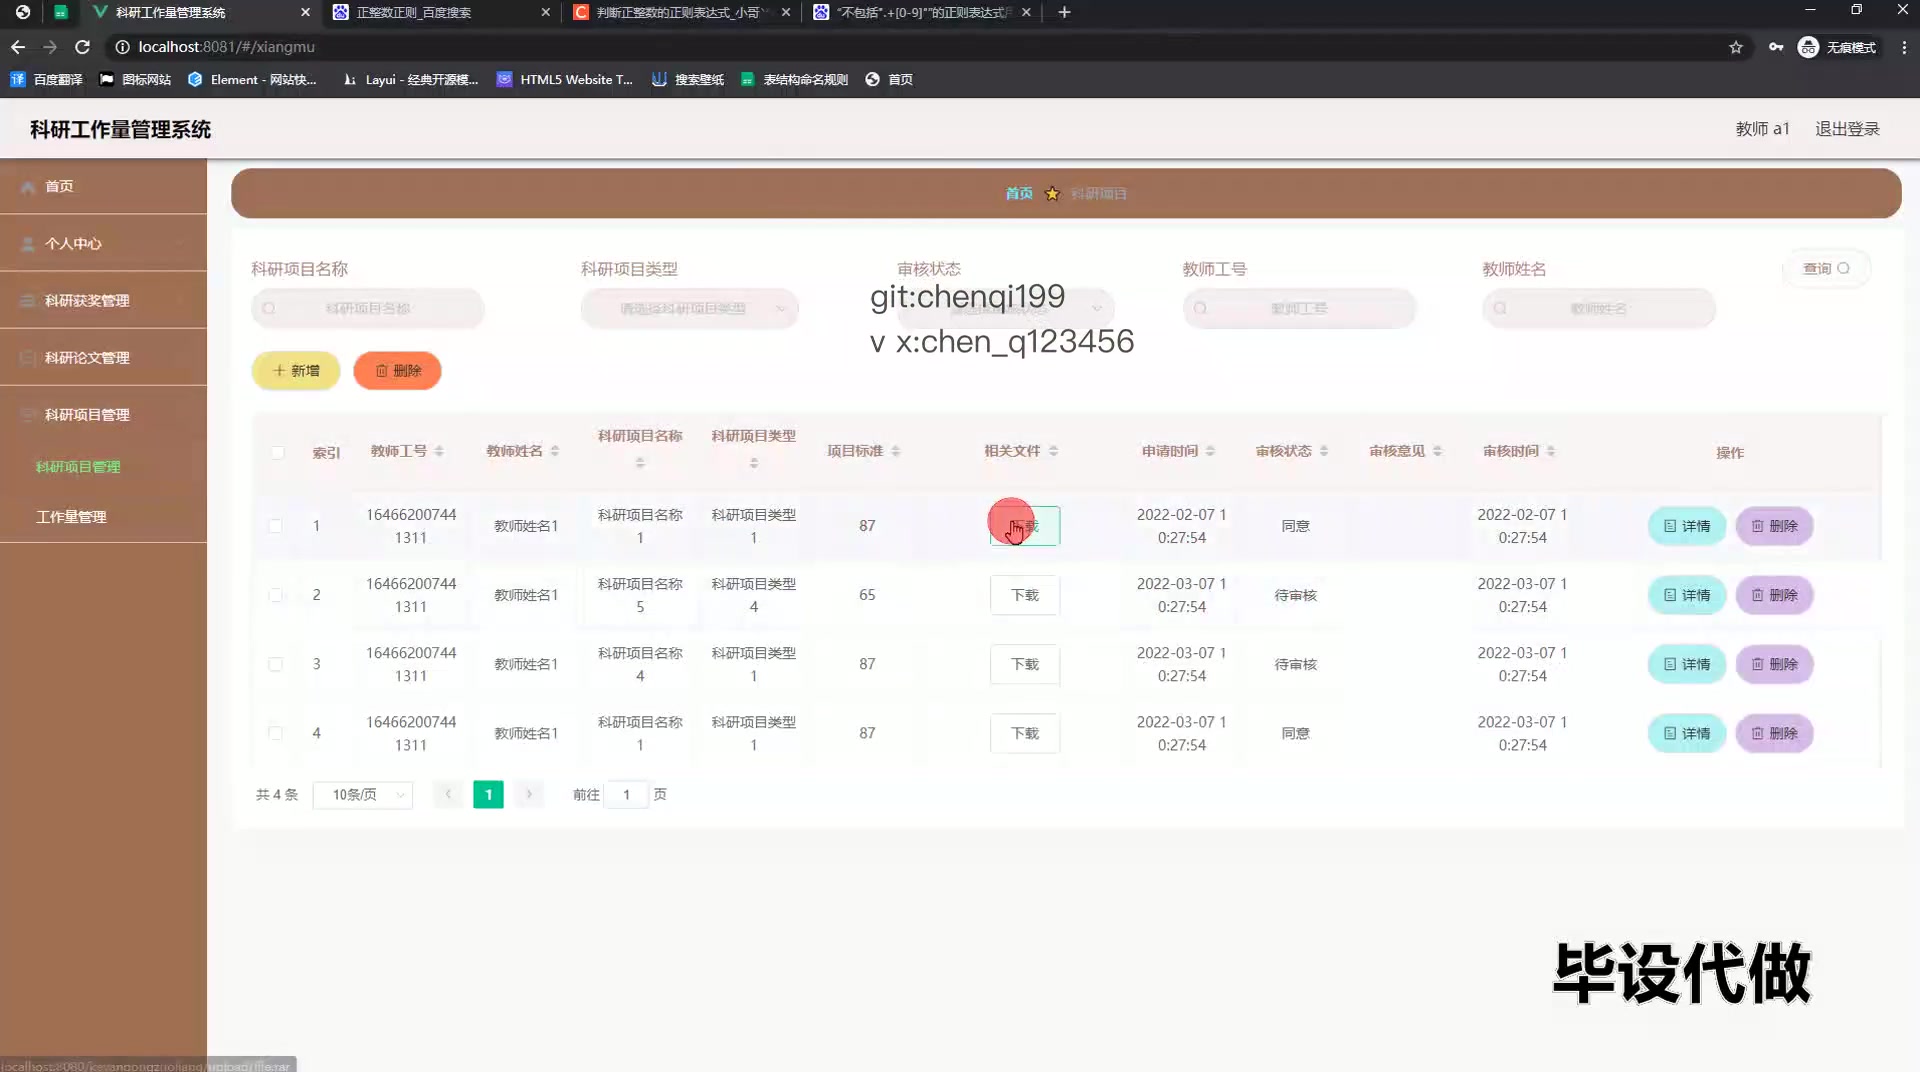 科研工作量管理系统
正整数正则_百度搜索
判断正整数的正则表达式_小哥
"不包括".+[0-9]*"的正则表达式
localhost:8081/#/xiangmu
无痕模式
百度翻译
图标网站
Element - 网站快...
Layui - 经典开源模...
HTML5 Website T...
搜索壁纸
表结构命名规则
首页
科研工作量管理系统
教师 a1
退出登录
首页
个人中心
科研获奖管理
科研论文管理
科研项目管理
科研项目管理
工作量管理
首页 科研项目
科研项目名称 科研项目类型 审核状态 教师工号 教师姓名 查询
科研项目名称 请选择科研项目类型 教师工号 教师姓名
git:chenqi199
v x:chen_q123456
新增 删除
索引 教师工号 教师姓名 科研项目名称 科研项目类型 项目标准 相关文件 申请时间 审核状态 审核意见 审核时间 操作
1 16466200744 1311 教师姓名1 科研项目名称 1 科研项目类型 1 87 下载 2022-02-07 1 0:27:54 同意 2022-03-07 1 0:27:54 详情 删除
2 16466200744 1311 教师姓名1 科研项目名称 5 科研项目类型 4 65 下载 2022-03-07 1 0:27:54 待审核 2022-03-07 1 0:27:54 详情 删除
3 16466200744 1311 教师姓名1 科研项目名称 4 科研项目类型 1 87 下载 2022-03-07 1 0:27:54 待审核 2022-03-07 1 0:27:54 详情 删除
4 16466200744 1311 教师姓名1 科研项目名称 1 科研项目类型 1 87 下载 2022-03-07 1 0:27:54 同意 2022-03-07 1 0:27:54 详情 删除
共 4 条 10条/页 1 前往 1 页
毕设代做